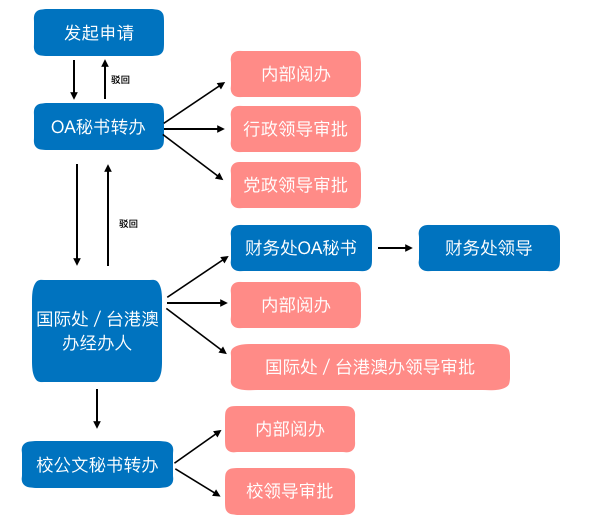 发起申请
驳回
内部阅办
OA秘书转办
行政领导审批
党政领导审批
驳回
财务处OA秘书
财务处领导
国际处 / 台港澳
办经办人
内部阅办
国际处 / 台港澳办领导审批
内部阅办
校公文秘书转办
校领导审批